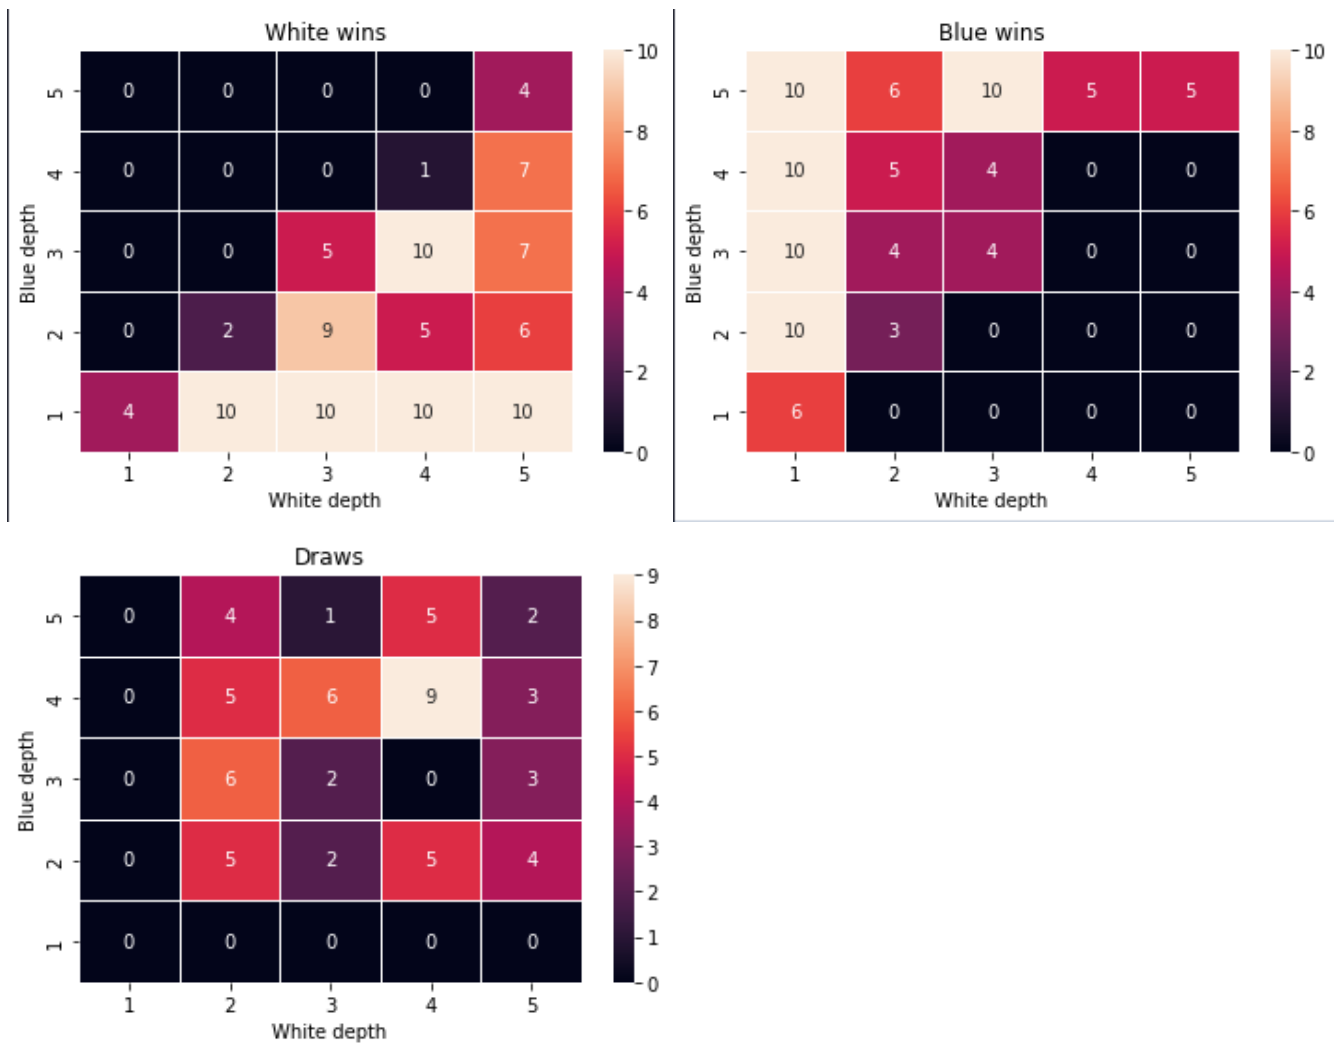 White wins
5 0 0 0 0 4
4 0 0 0 1 7
3 0 0 5 10 7
2 0 2 9 5 6
1 4 10 10 10 10
1 2 3 4 5
White depth
Blue depth
10
8
6
4
2
0
Blue wins
5 10 6 10 5 5
4 10 5 4 0 0
3 10 4 4 0 0
2 10 3 0 0 0
1 6 0 0 0 0
1 2 3 4 5
White depth
Blue depth
10
8
6
4
2
0
Draws
5 0 4 1 5 2
4 0 5 6 9 3
3 0 6 2 0 3
2 0 5 2 5 4
1 0 0 0 0 0
1 2 3 4 5
White depth
Blue depth
9
8
7
6
5
4
3
2
1
0